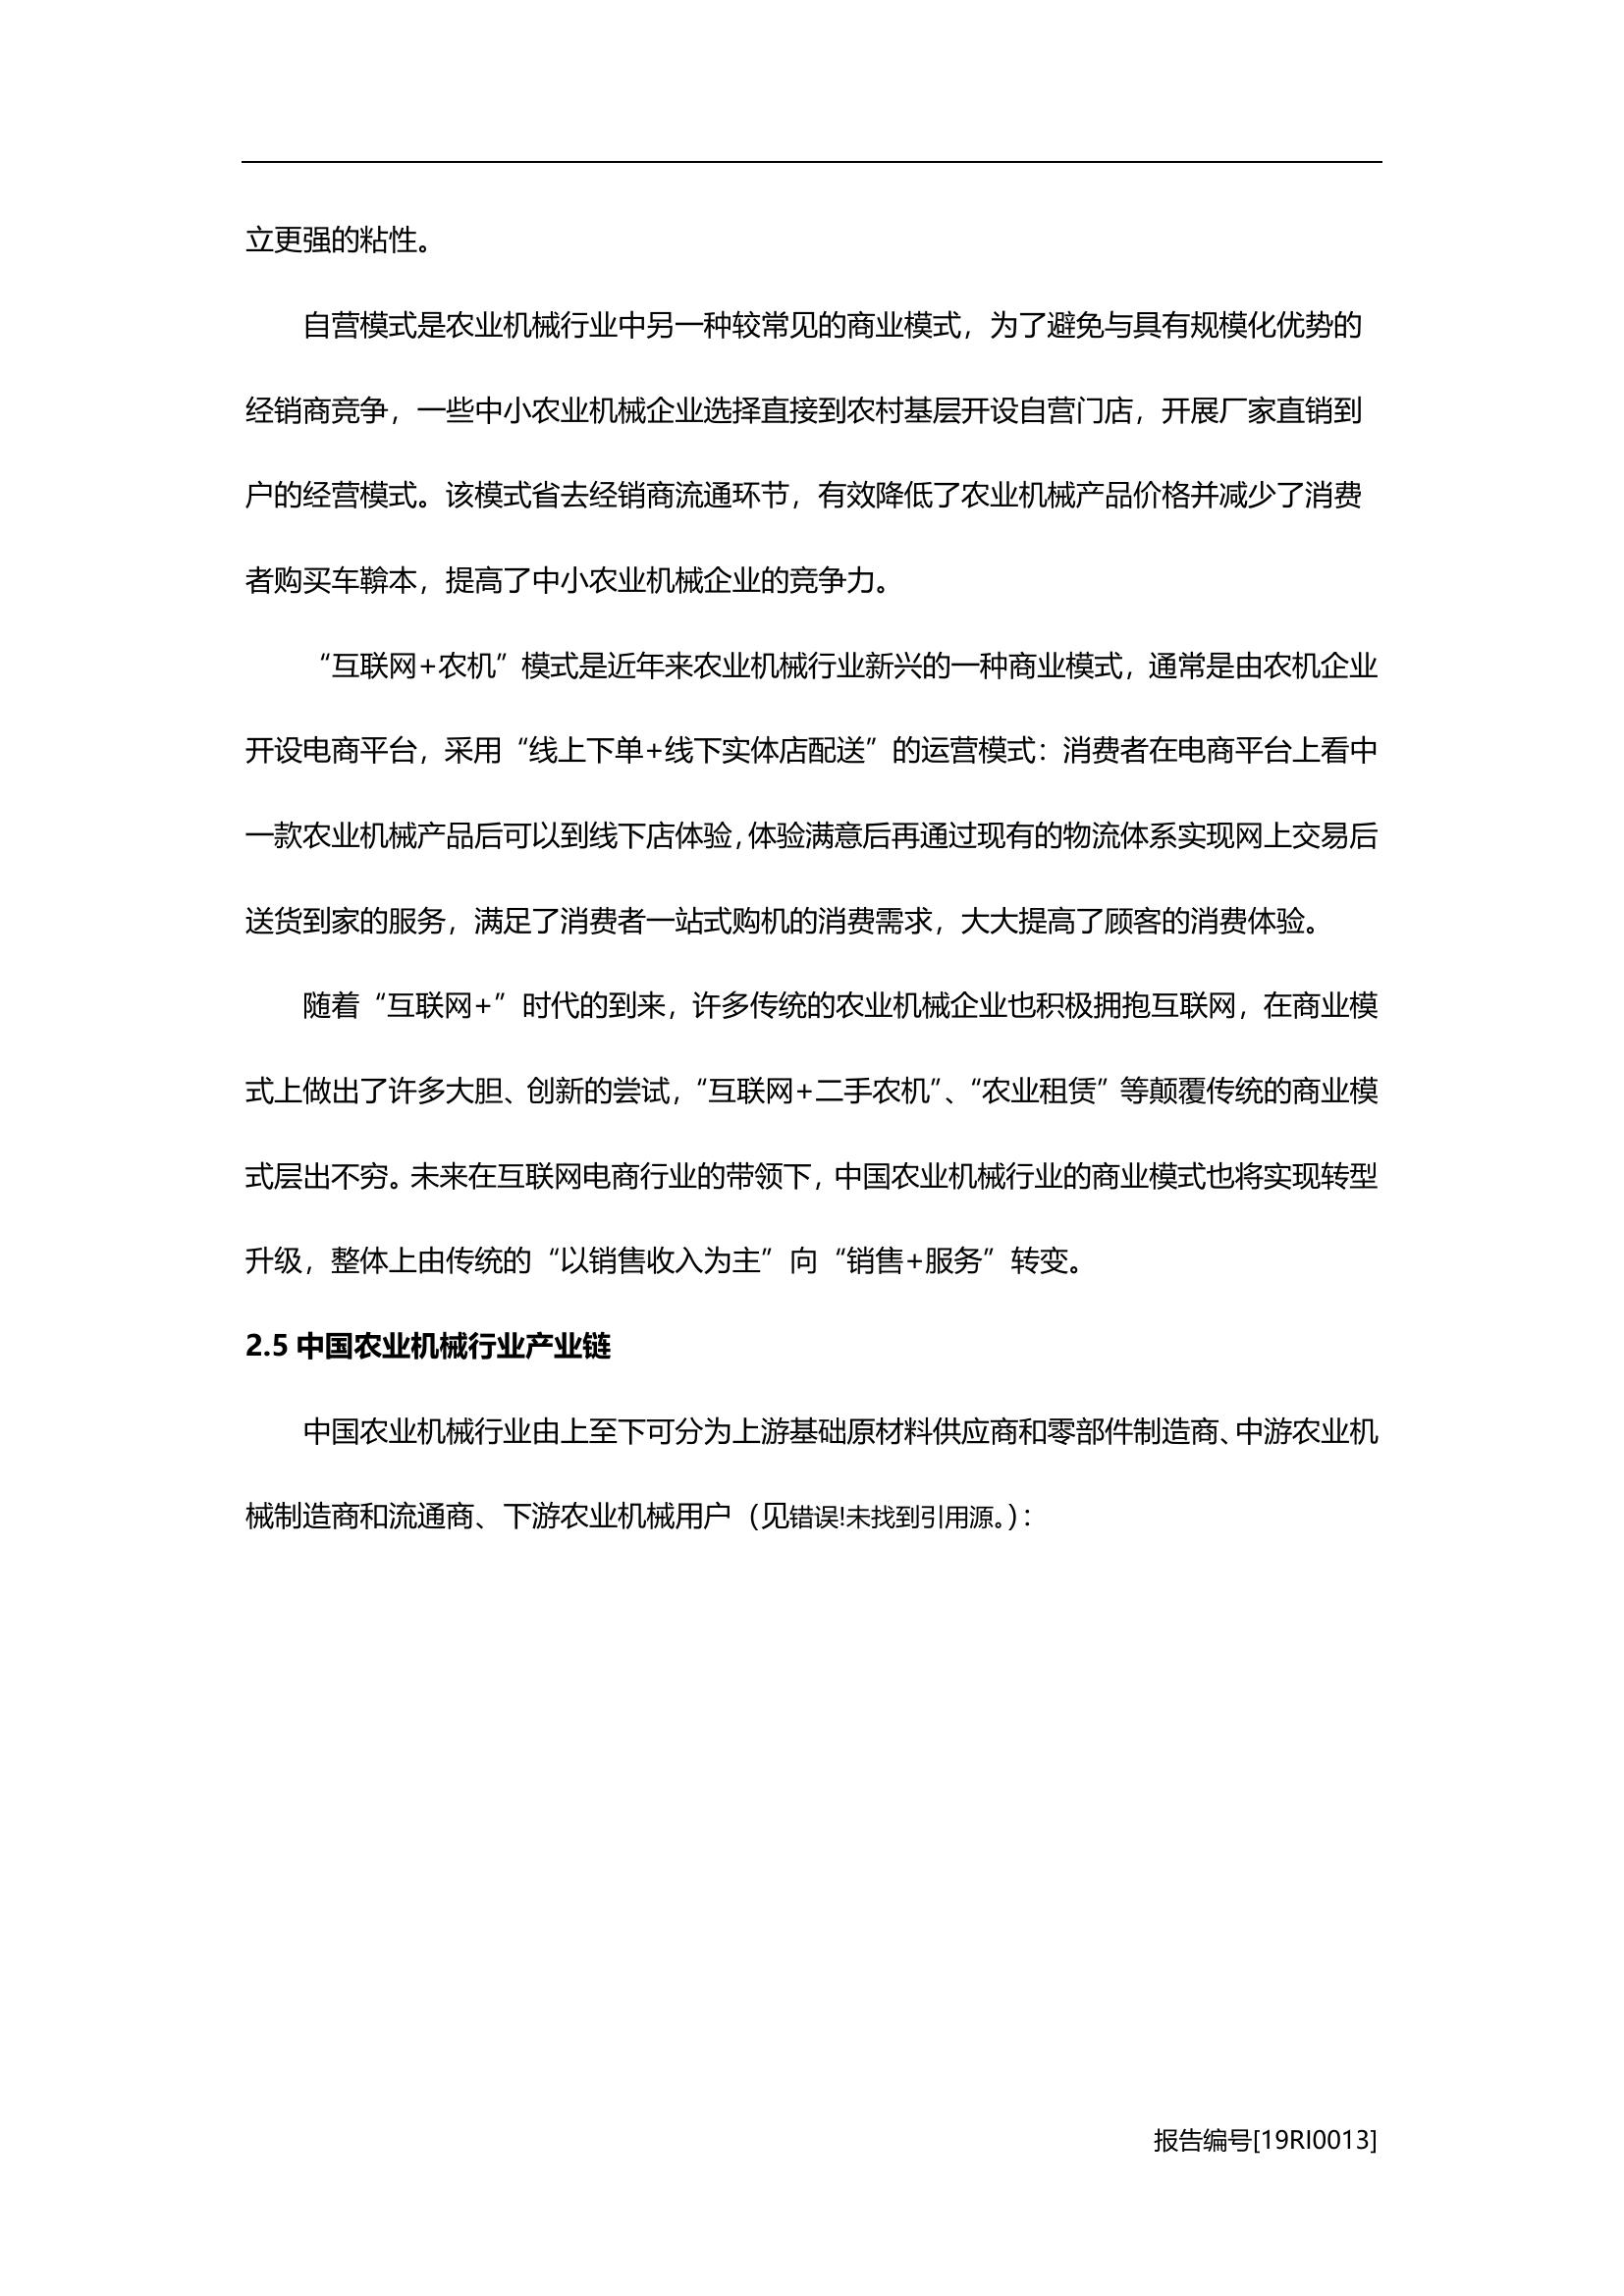 立更强的粘性。
自营模式是农业机械行业中另一种较常见的商业模式，为了避免与具有规模化优势的
经销商竞争，一些中小农业机械企业选择直接到农村基层开设自营门店，开展厂家直销到
户的经营模式。该模式省去经销商流通环节，有效降低了农业机械产品价格并减少了消费
者购买车辁本，提高了中小农业机械企业的竞争力。
“互联网+农机”模式是近年来农业机械行业新兴的一种商业模式，通常是由农机企业
开设电商平台，采用“线上下单+线下实体店配送”的运营模式：消费者在电商平台上看中
一款农业机械产品后可以到线下店体验，体验满意后再通过现有的物流体系实现网上交易后
送货到家的服务，满足了消费者一站式购机的消费需求，大大提高了顾客的消费体验。
随着“互联网+”时代的到来，许多传统的农业机械企业也积极拥抱互联网，在商业模
式上做出了许多大胆、创新的尝试，“互联网+二手农机”、“农业租赁”等颠覆传统的商业模
式层出不穷。未来在互联网电商行业的带领下，中国农业机械行业的商业模式也将实现转型
升级，整体上由传统的“以销售收入为主”向“销售+服务”转变。
2.5 中国农业机械行业产业链
中国农业机械行业由上至下可分为上游基础原材料供应商和零部件制造商、中游农业机
械制造商和流通商、下游农业机械用户（见错误!未找到引用源。）：
报告编号[19RI0013]